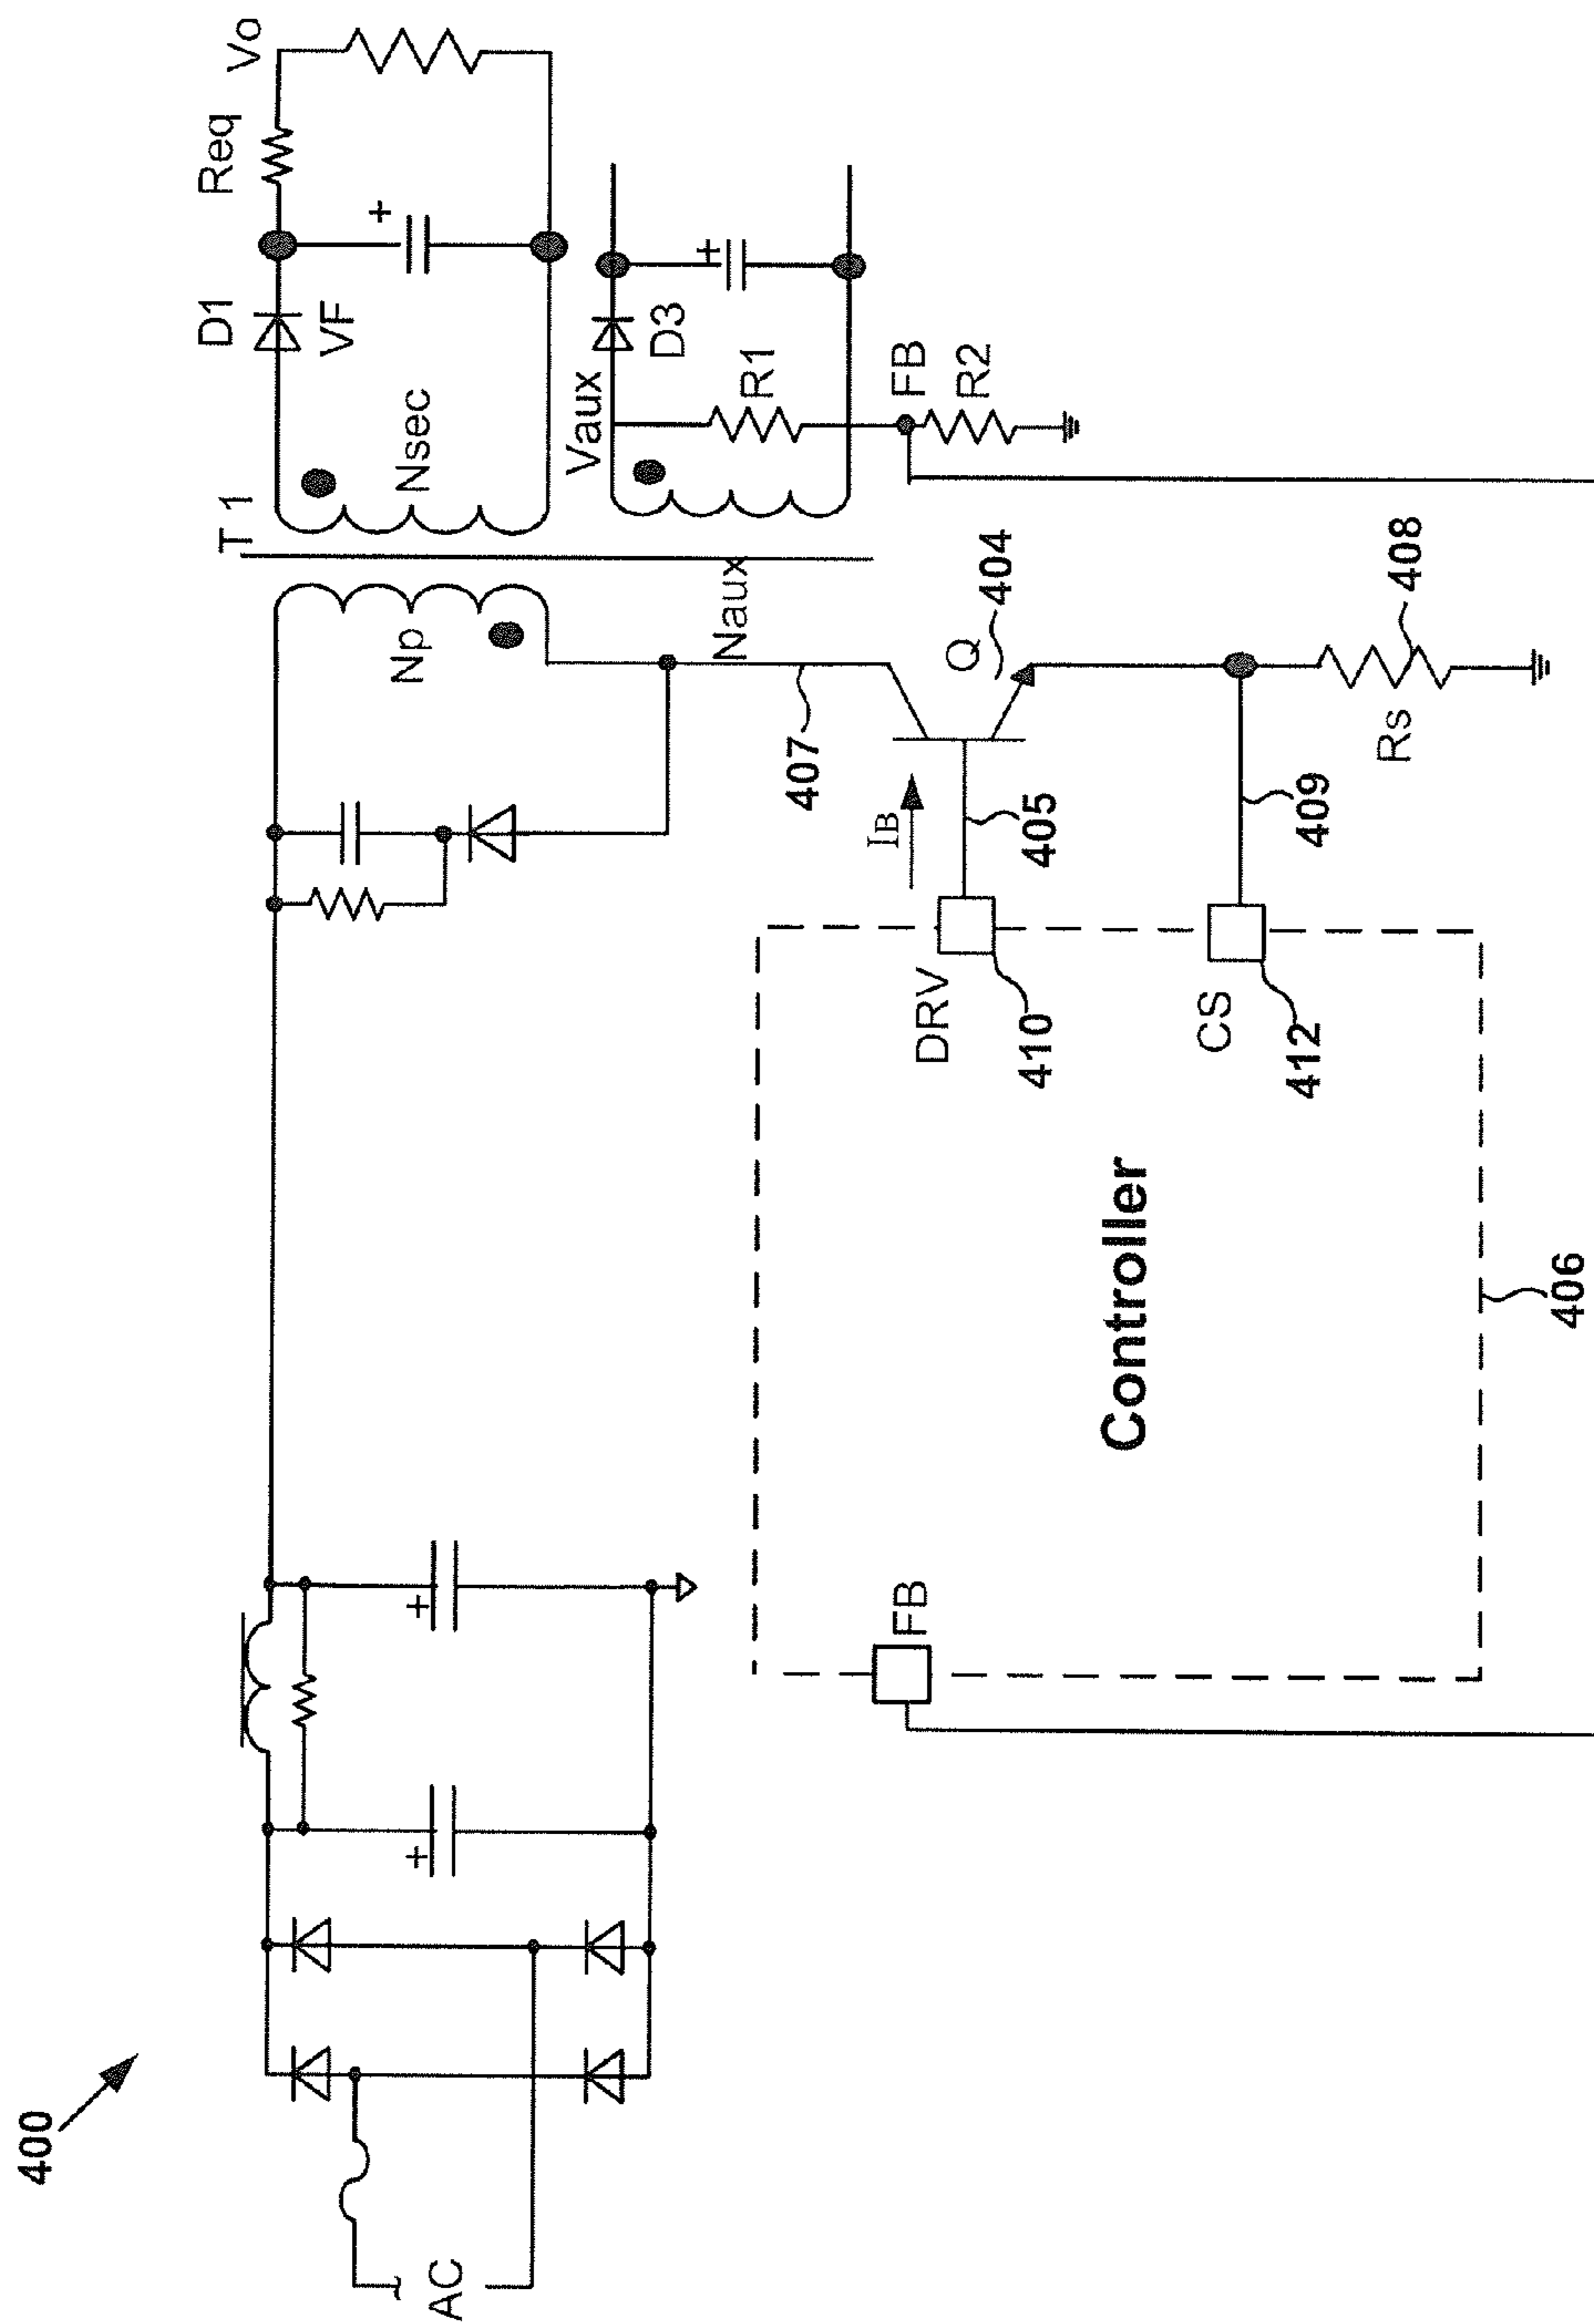 400
AC
+
+
T 1
Np
Nsec
D1
VF
+
Req
Vo
Vaux
D3
+
R1
FB
R2
Naux
407
Q
404
IB
405
DRV
410
CS
412
409
Rs
408
FB
Controller
406